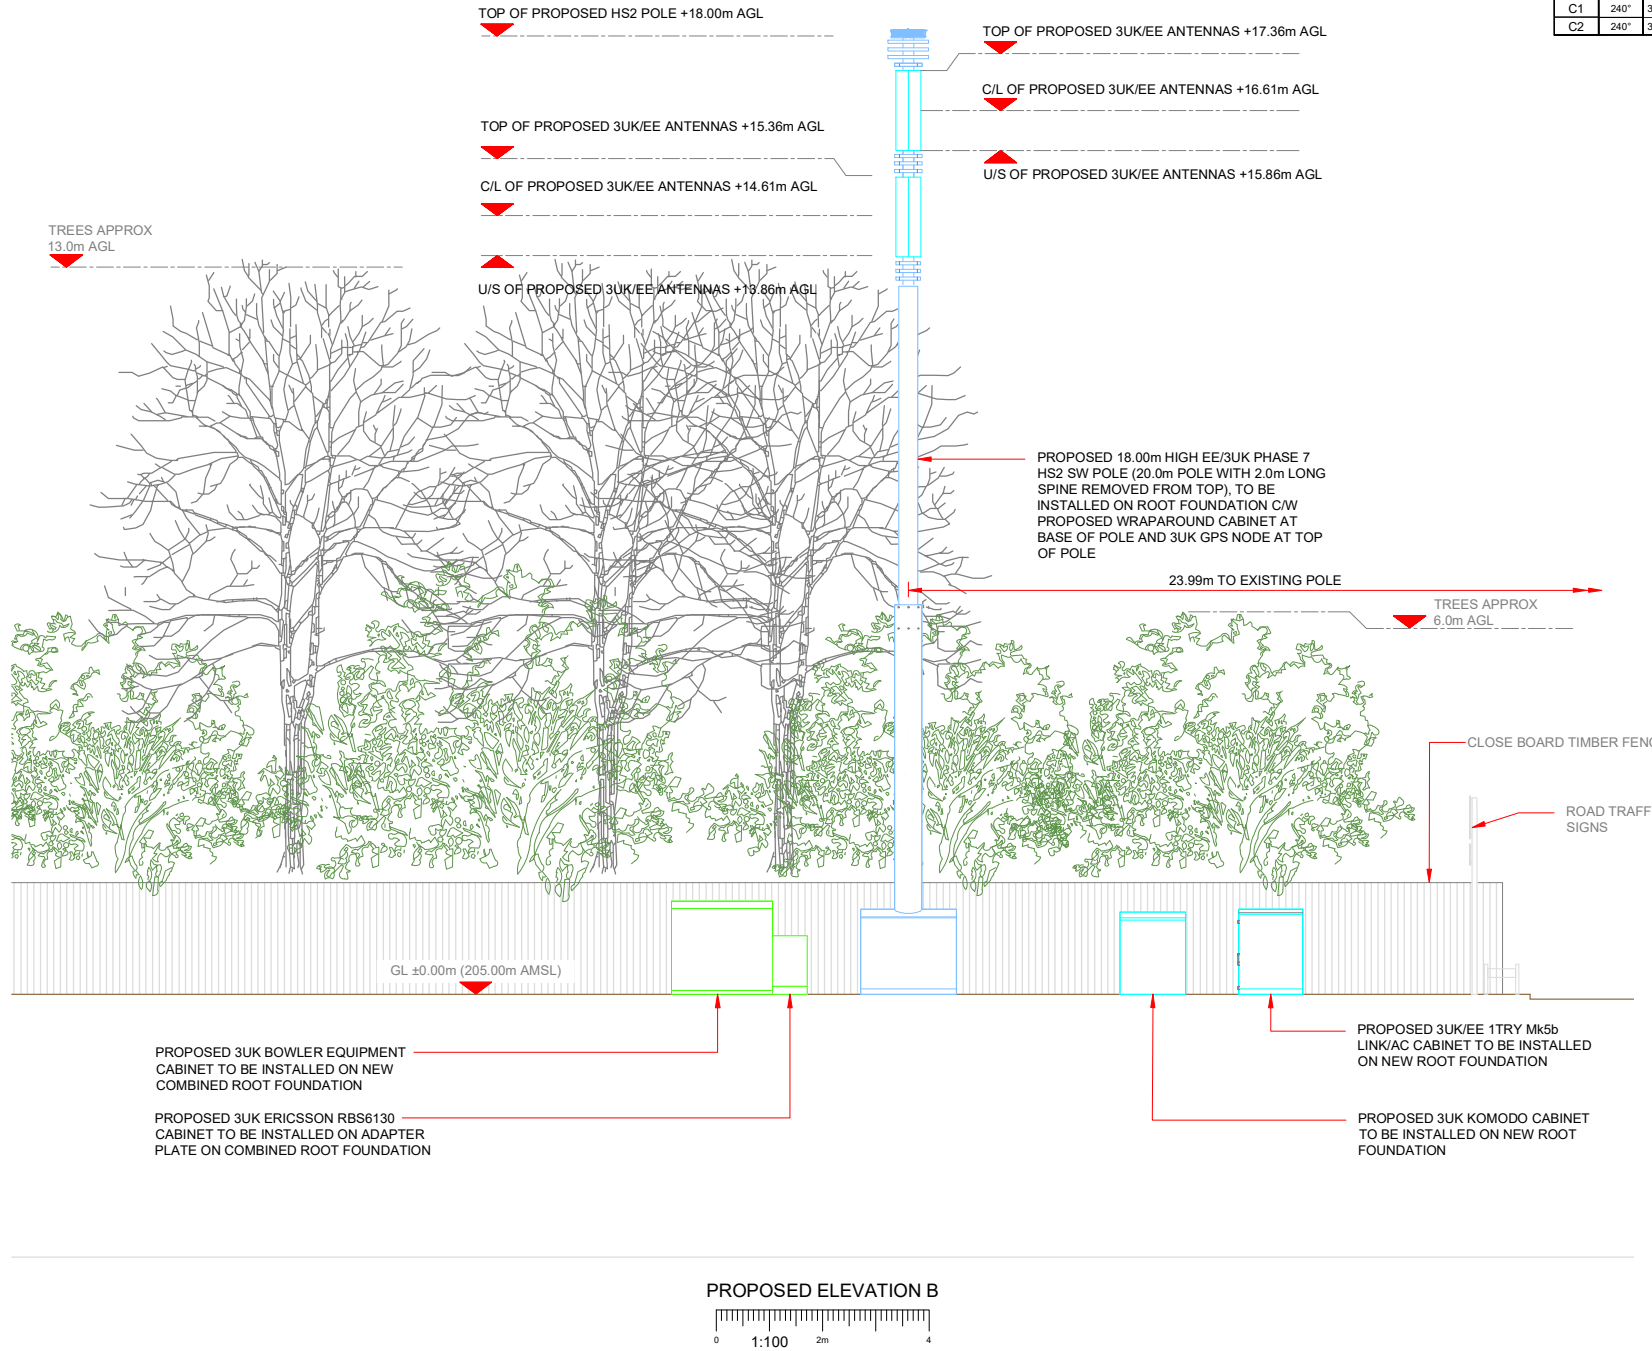 TOP OF PROPOSED HS2 POLE +18.00m AGL
C1 240° 3
C2 240° 3
TOP OF PROPOSED 3UK/EE ANTENNAS +17.36m AGL
C/L OF PROPOSED 3UK/EE ANTENNAS +16.61m AGL
TOP OF PROPOSED 3UK/EE ANTENNAS +15.36m AGL
U/S OF PROPOSED 3UK/EE ANTENNAS +15.86m AGL
C/L OF PROPOSED 3UK/EE ANTENNAS +14.61m AGL
TREES APPROX
13.0m AGL
U/S OF PROPOSED 3UK/EE ANTENNAS +13.86m AGL
PROPOSED 18.00m HIGH EE/3UK PHASE 7
HS2 SW POLE (20.0m POLE WITH 2.0m LONG
SPINE REMOVED FROM TOP), TO BE
INSTALLED ON ROOT FOUNDATION C/W
PROPOSED WRAPAROUND CABINET AT
BASE OF POLE AND 3UK GPS NODE AT TOP
OF POLE
23.99m TO EXISTING POLE
TREES APPROX
6.0m AGL
CLOSE BOARD TIMBER FENC
ROAD TRAFF
SIGNS
GL ±0.00m (205.00m AMSL)
PROPOSED 3UK BOWLER EQUIPMENT
CABINET TO BE INSTALLED ON NEW
COMBINED ROOT FOUNDATION
PROPOSED 3UK ERICSSON RBS6130
CABINET TO BE INSTALLED ON ADAPTER
PLATE ON COMBINED ROOT FOUNDATION
PROPOSED 3UK/EE 1TRY Mk5b
LINK/AC CABINET TO BE INSTALLED
ON NEW ROOT FOUNDATION
PROPOSED 3UK KOMODO CABINET
TO BE INSTALLED ON NEW ROOT
FOUNDATION
PROPOSED ELEVATION B
0 1:100 2m 4